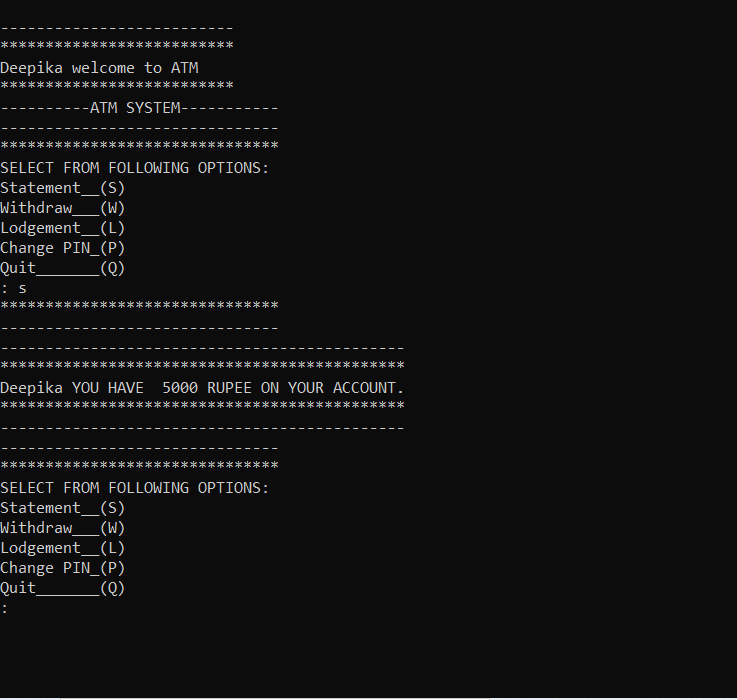 --------------------------
**************************
Deepika welcome to ATM
**************************
----------ATM SYSTEM-----------
-------------------------------
*******************************
SELECT FROM FOLLOWING OPTIONS:
Statement__(S)
Withdraw___(W)
Lodgement__(L)
Change PIN_(P)
Quit_______(Q)
: s
*******************************
-------------------------------
---------------------------------------------
*********************************************
Deepika YOU HAVE  5000 RUPEE ON YOUR ACCOUNT.
*********************************************
---------------------------------------------
-------------------------------
*******************************
SELECT FROM FOLLOWING OPTIONS:
Statement__(S)
Withdraw___(W)
Lodgement__(L)
Change PIN_(P)
Quit_______(Q)
: